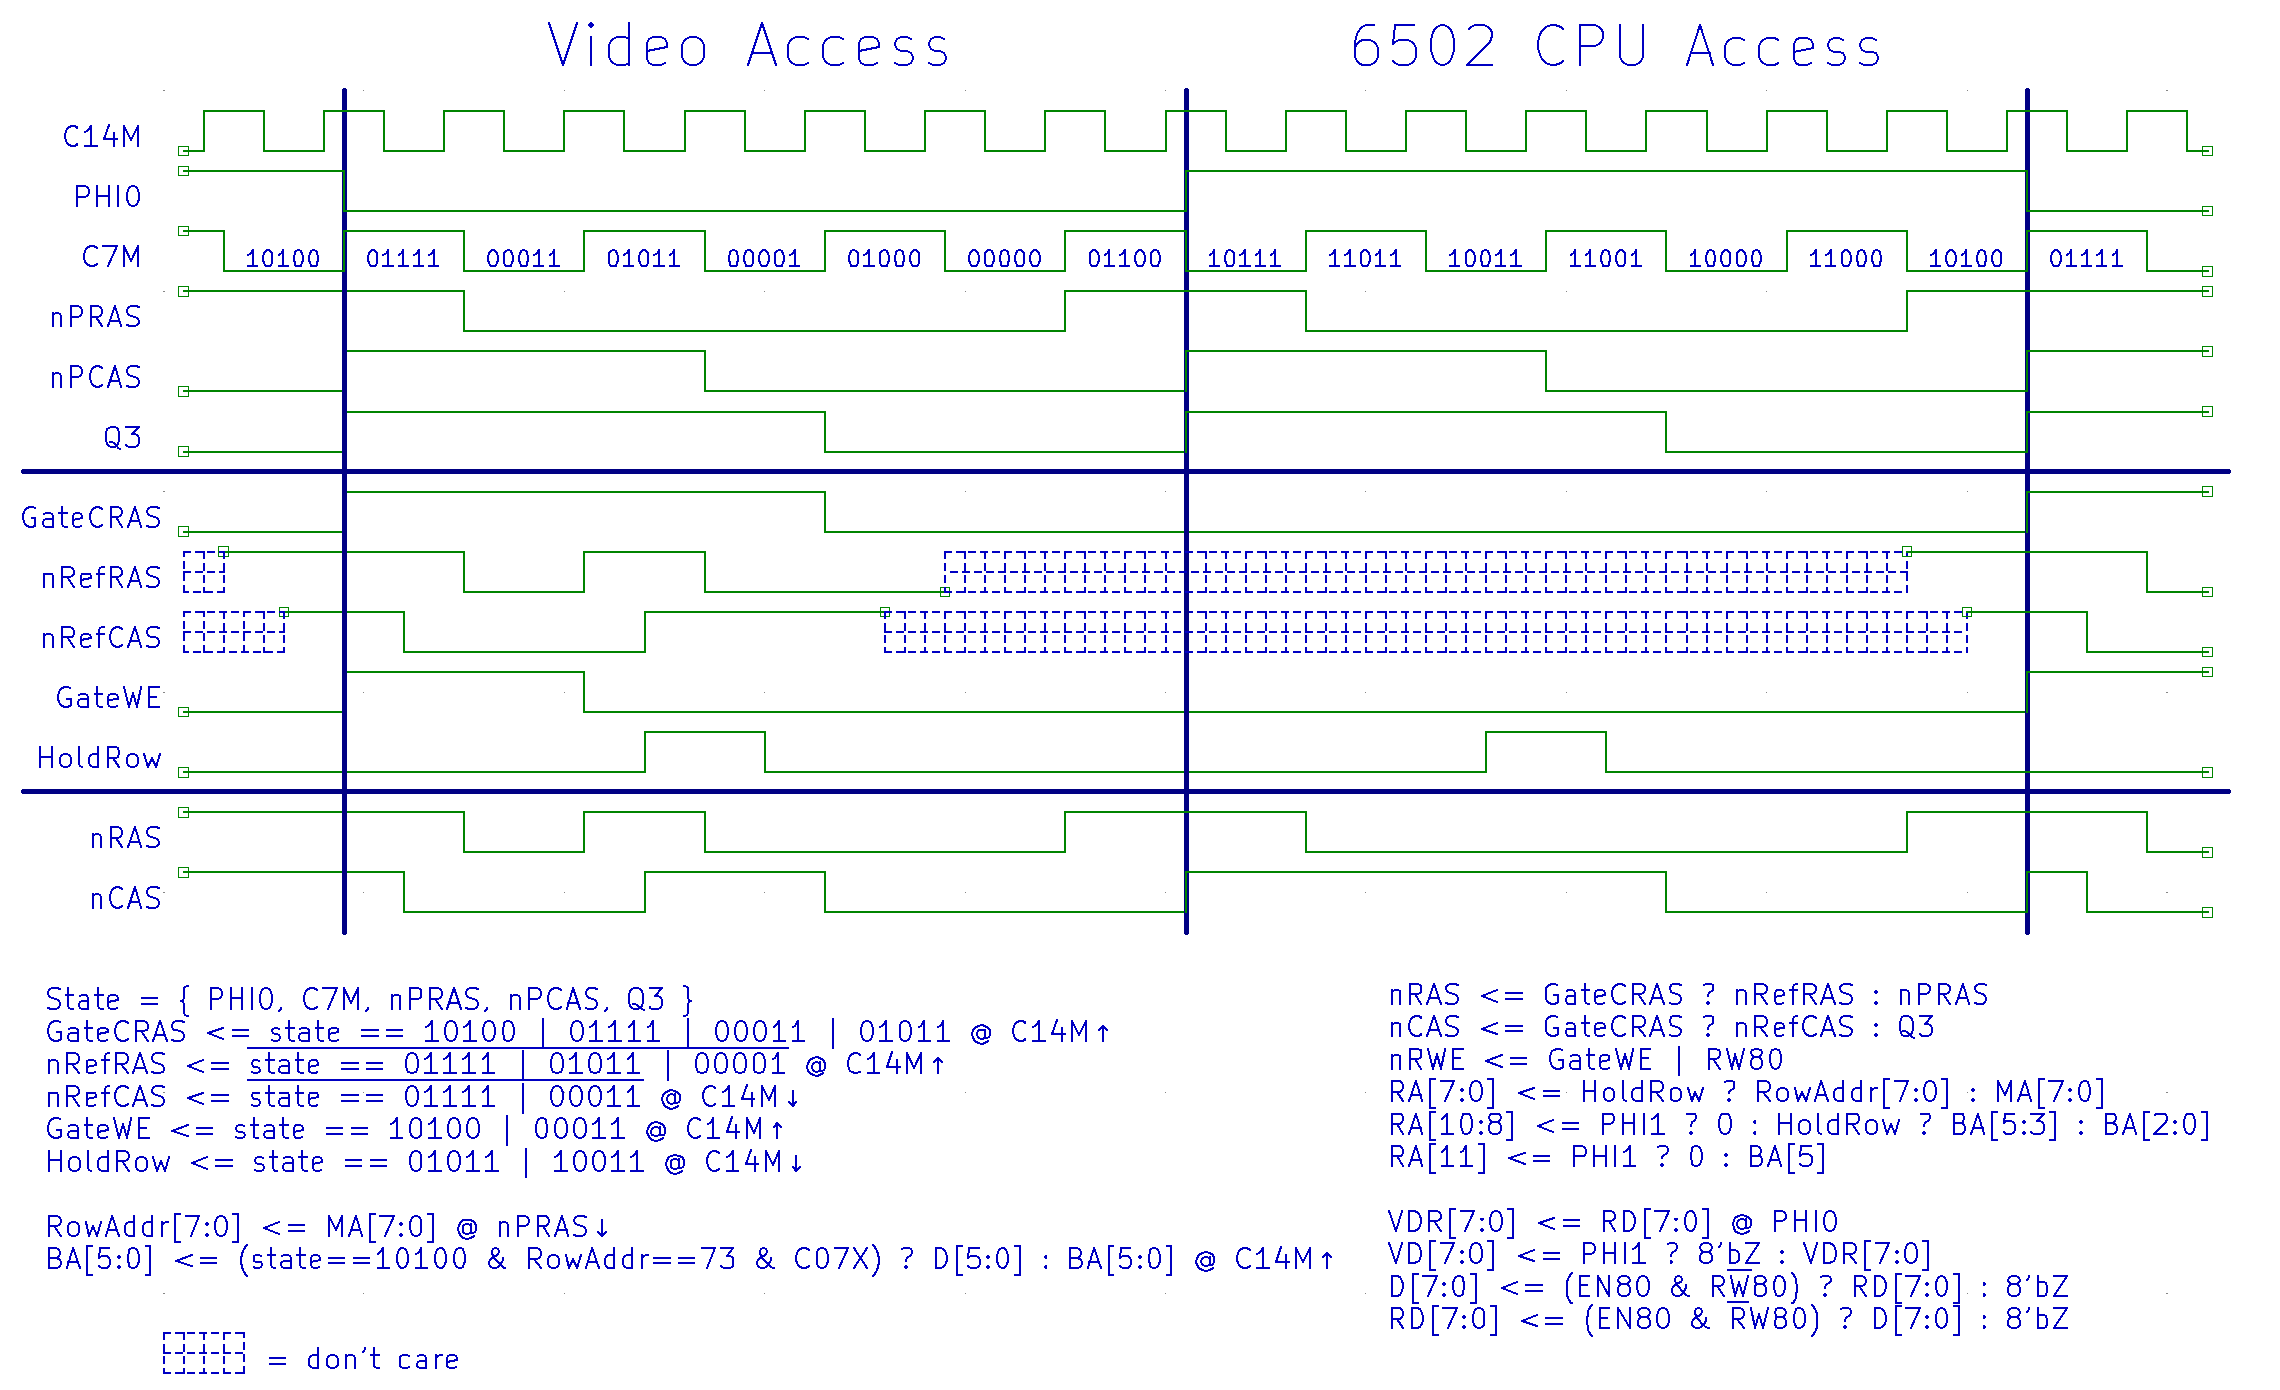 Video Access 6502 CPU Access
C14M
PHI0
C7M 10100 01111 00011 01011 00001 01000 00000 01100 10111 11011 10011 11001 10000 11000 10100 01111
nPRAS
nPCAS
Q3
GateCRAS
nRefRAS
nRefCAS
GateWE
HoldRow
nRAS
nCAS
State = { PHI0, C7M, nPRAS, nPCAS, Q3 }
GateCRAS <= state == 10100 | 01111 | 00011 | 01011 @ C14M↑
nRefRAS <= state == 01111 | 01011 | 00001 @ C14M↑
nRefCAS <= state == 01111 | 00011 @ C14M↓
GateWE <= state == 10100 | 00011 @ C14M↑
HoldRow <= state == 01011 | 10011 @ C14M↓
RowAddr[7:0] <= MA[7:0] @ nPRAS↓
BA[5:0] <= (state==10100 & RowAddr==73 & C07X) ? D[5:0] : BA[5:0] @ C14M↑
= don't care
nRAS <= GateCRAS ? nRefRAS : nPRAS
nCAS <= GateCRAS ? nRefCAS : Q3
nRWE <= GateWE | RW80
RA[7:0] <= HoldRow ? RowAddr[7:0] : MA[7:0]
RA[10:8] <= PHI1 ? 0 : HoldRow ? BA[5:3] : BA[2:0]
RA[11] <= PHI1 ? 0 : BA[5]
VDR[7:0] <= RD[7:0] @ PHI0
VD[7:0] <= PHI1 ? 8'bZ : VDR[7:0]
D[7:0] <= (EN80 & RW̅80) ? RD[7:0] : 8'bZ
RD[7:0] <= (EN80 & R̅W80) ? D[7:0] : 8'bZ